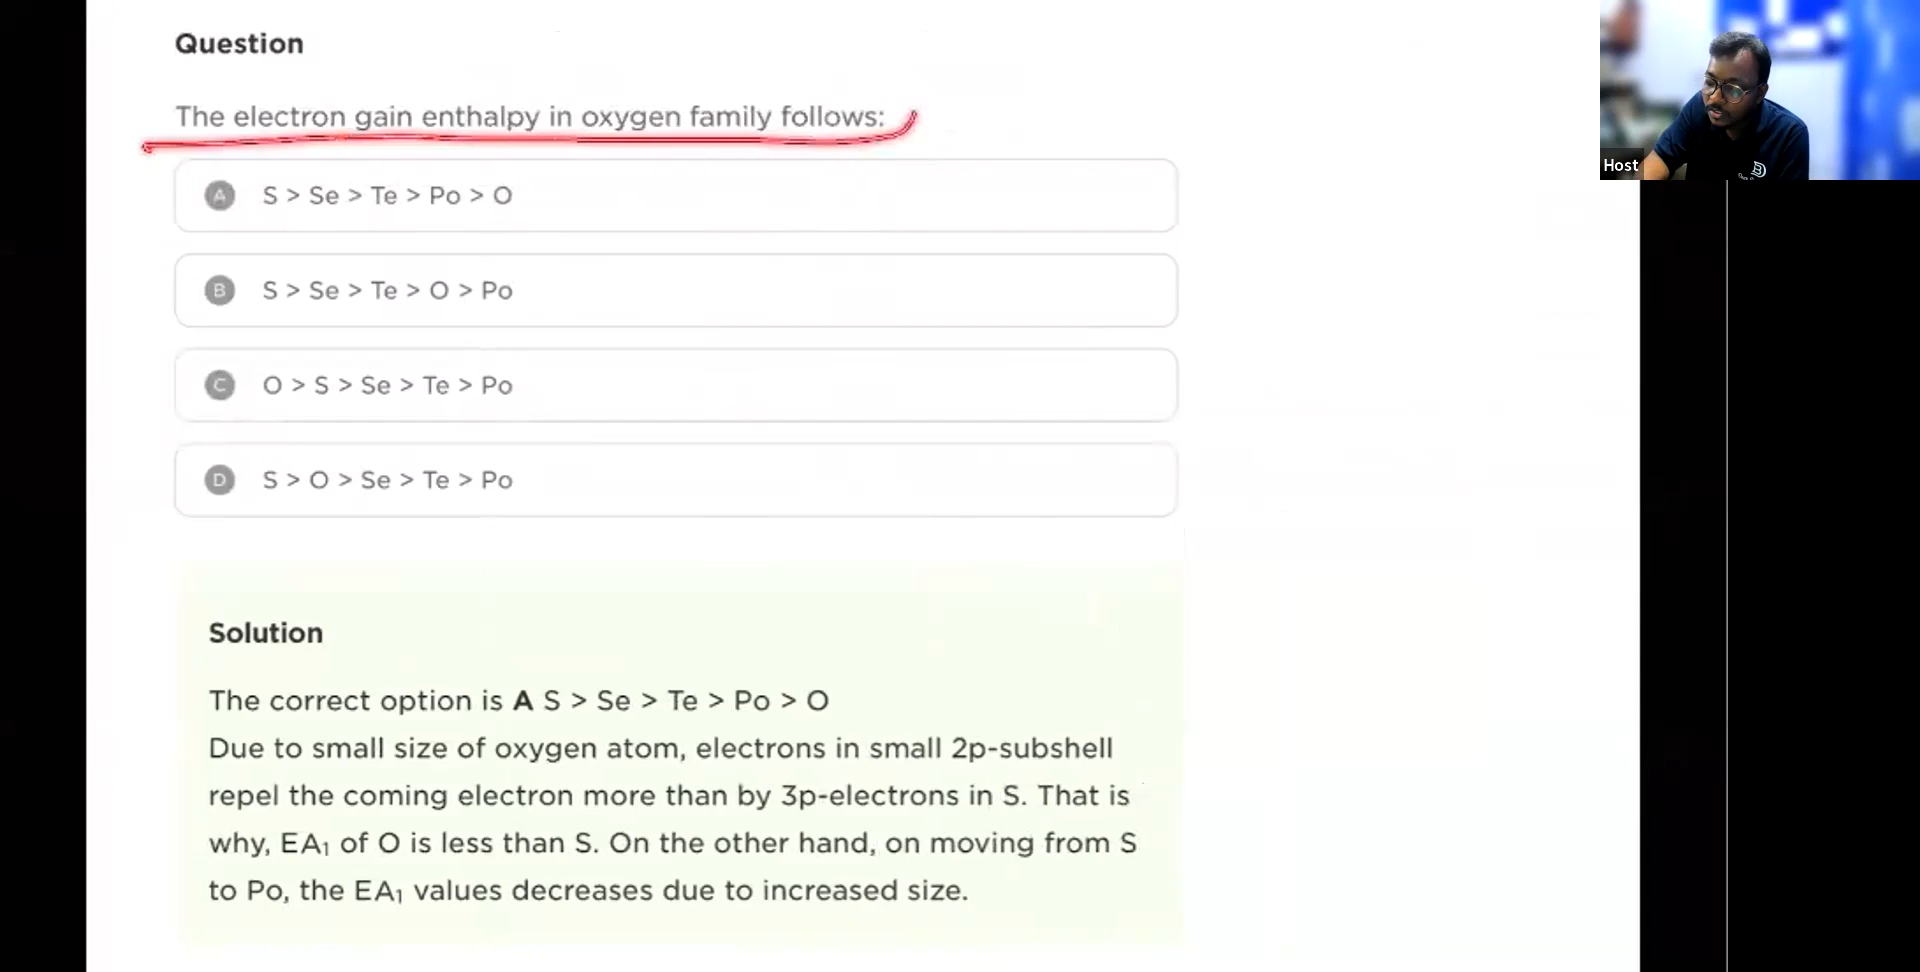 Question
The electron gain enthalpy in oxygen family follows:
A S > Se > Te > Po > O
B S > Se > Te > O > Po
C O > S > Se > Te > Po
D S > O > Se > Te > Po
Solution
The correct option is A S > Se > Te > Po > O
Due to small size of oxygen atom, electrons in small 2p-subshell
repel the coming electron more than by 3p-electrons in S. That is
why, EA₁ of O is less than S. On the other hand, on moving from S
to Po, the EA₁ values decreases due to increased size.
Host